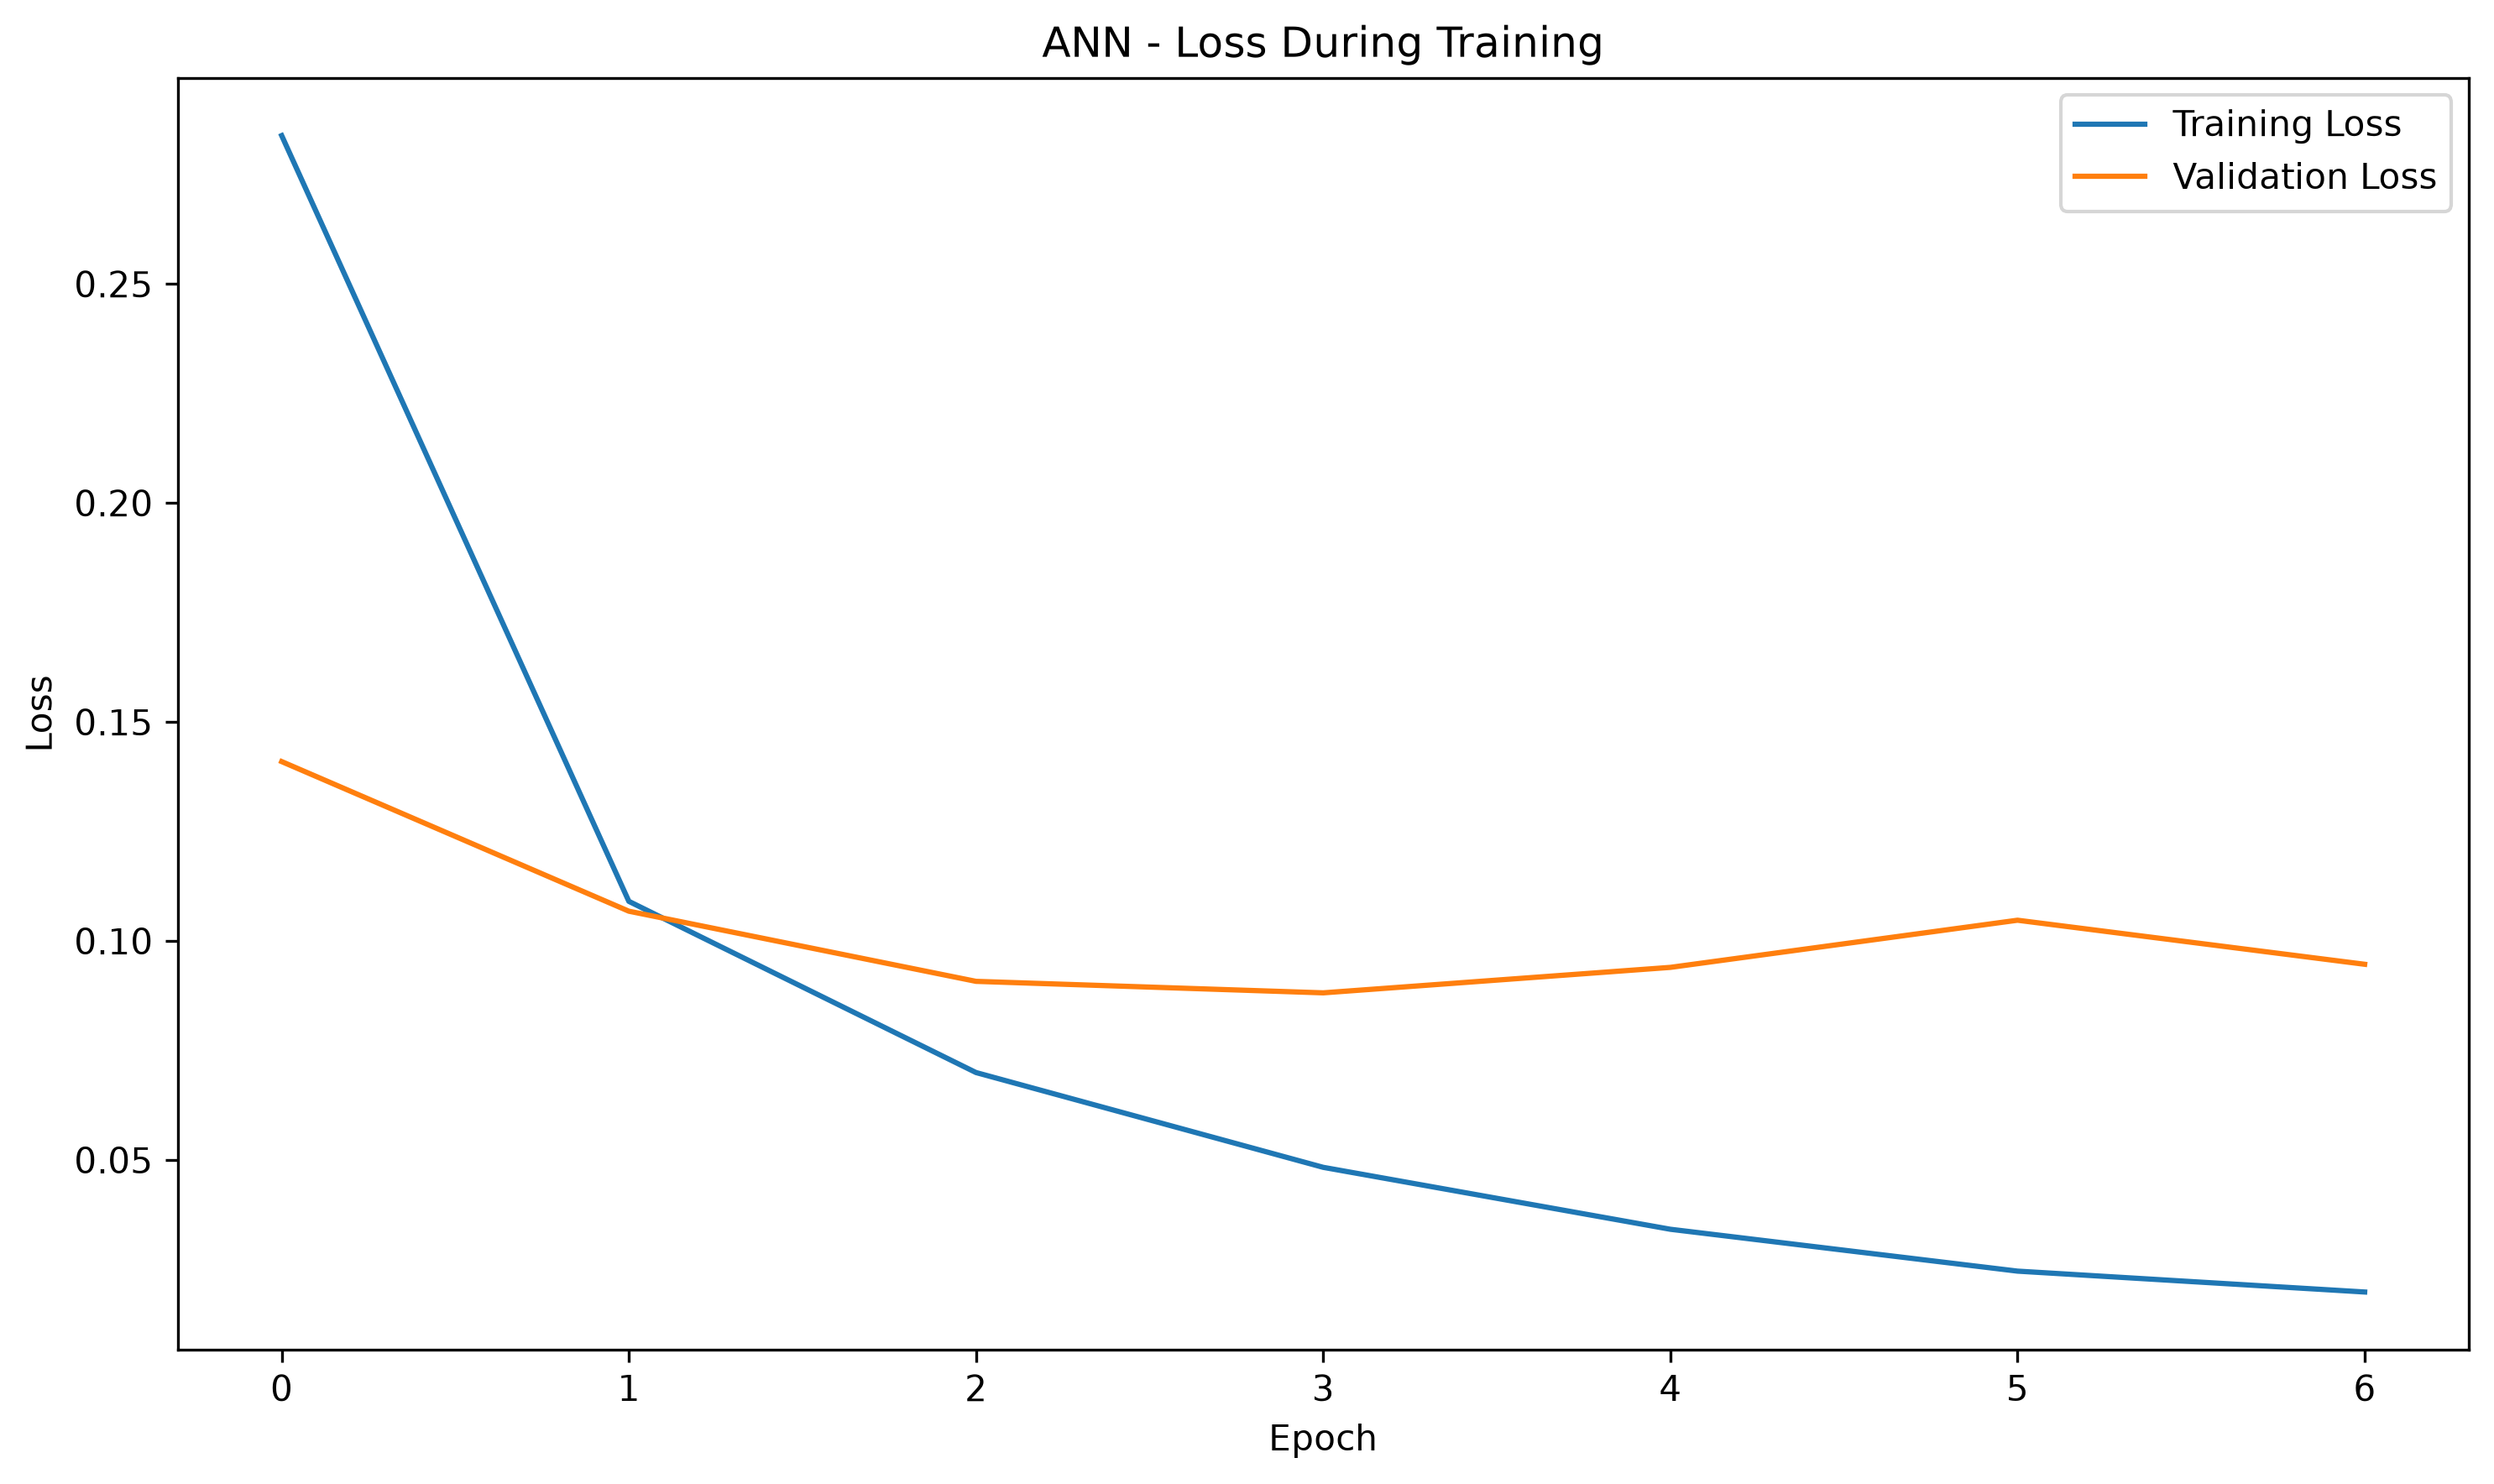 ANN - Loss During Training
Training Loss
Validation Loss
0.25
0.20
0.15
0.10
0.05
Loss
0 1 2 3 4 5 6
Epoch